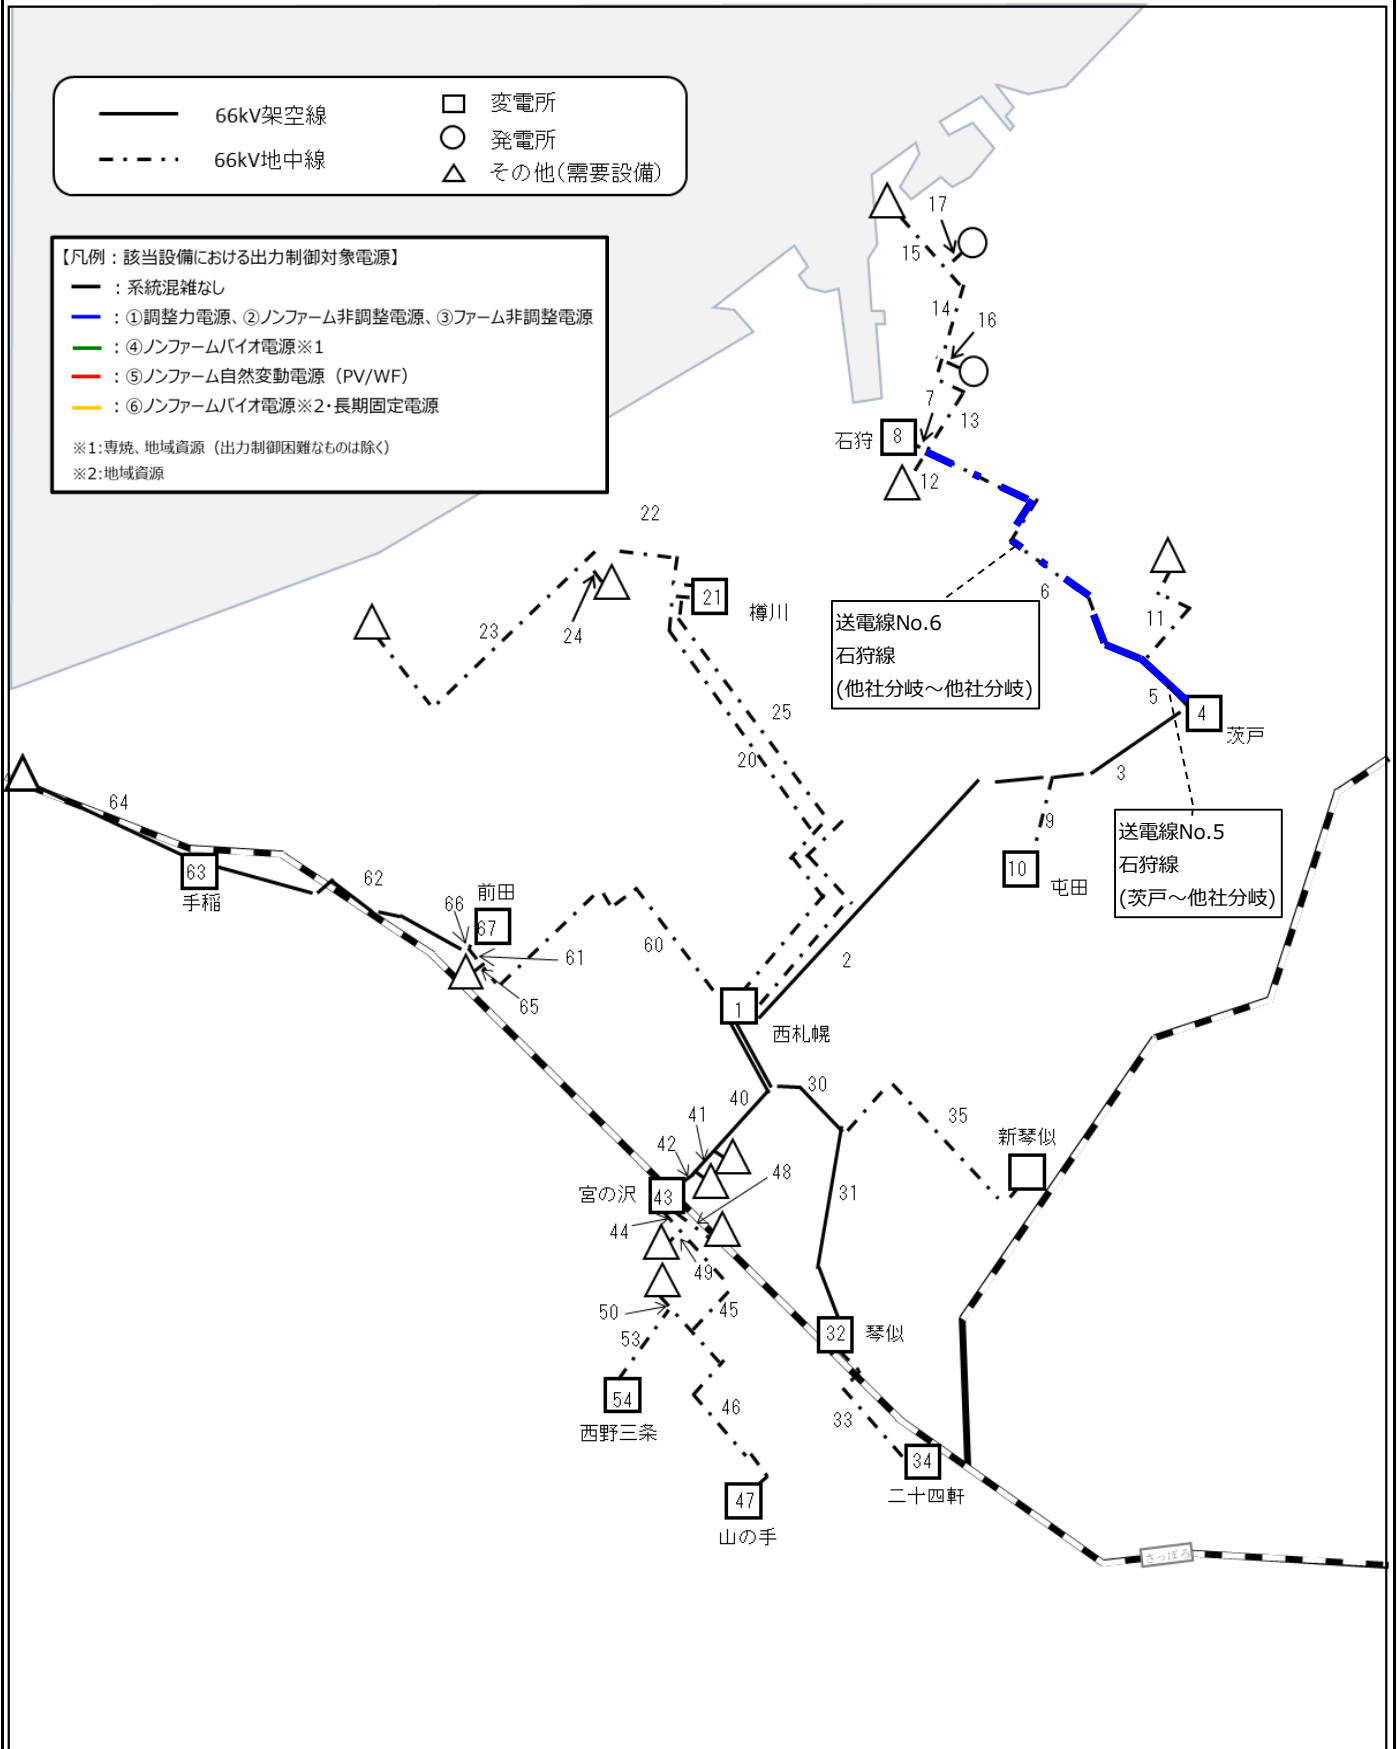 66kV架空線
66kV地中線
変電所
発電所
その他(需要設備)
【凡例：該当設備における出力制御対象電源】
：系統混雑なし
：①調整力電源、②ノンファーム非調整電源、③ファーム非調整電源
：④ノンファームバイオ電源※1
：⑤ノンファーム自然変動電源（PV/WF）
：⑥ノンファームバイオ電源※2・長期固定電源
※1:専焼、地域資源（出力制御困難なものは除く）
※2:地域資源
17
15
14
16
7
13
石狩
8
12
22
24
23
21
樽川
6
11
送電線No.6
石狩線
(他社分岐～他社分岐)
5
4
茨戸
25
20
3
9
10
屯田
送電線No.5
石狩線
(茨戸～他社分岐)
64
63
手稲
62
66
前田
67
61
65
60
2
1
西札幌
30
40
41
42
35
新琴似
宮の沢
43
48
44
49
31
50
45
53
32
琴似
54
西野三条
46
33
34
二十四軒
47
山の手
さっぽろ